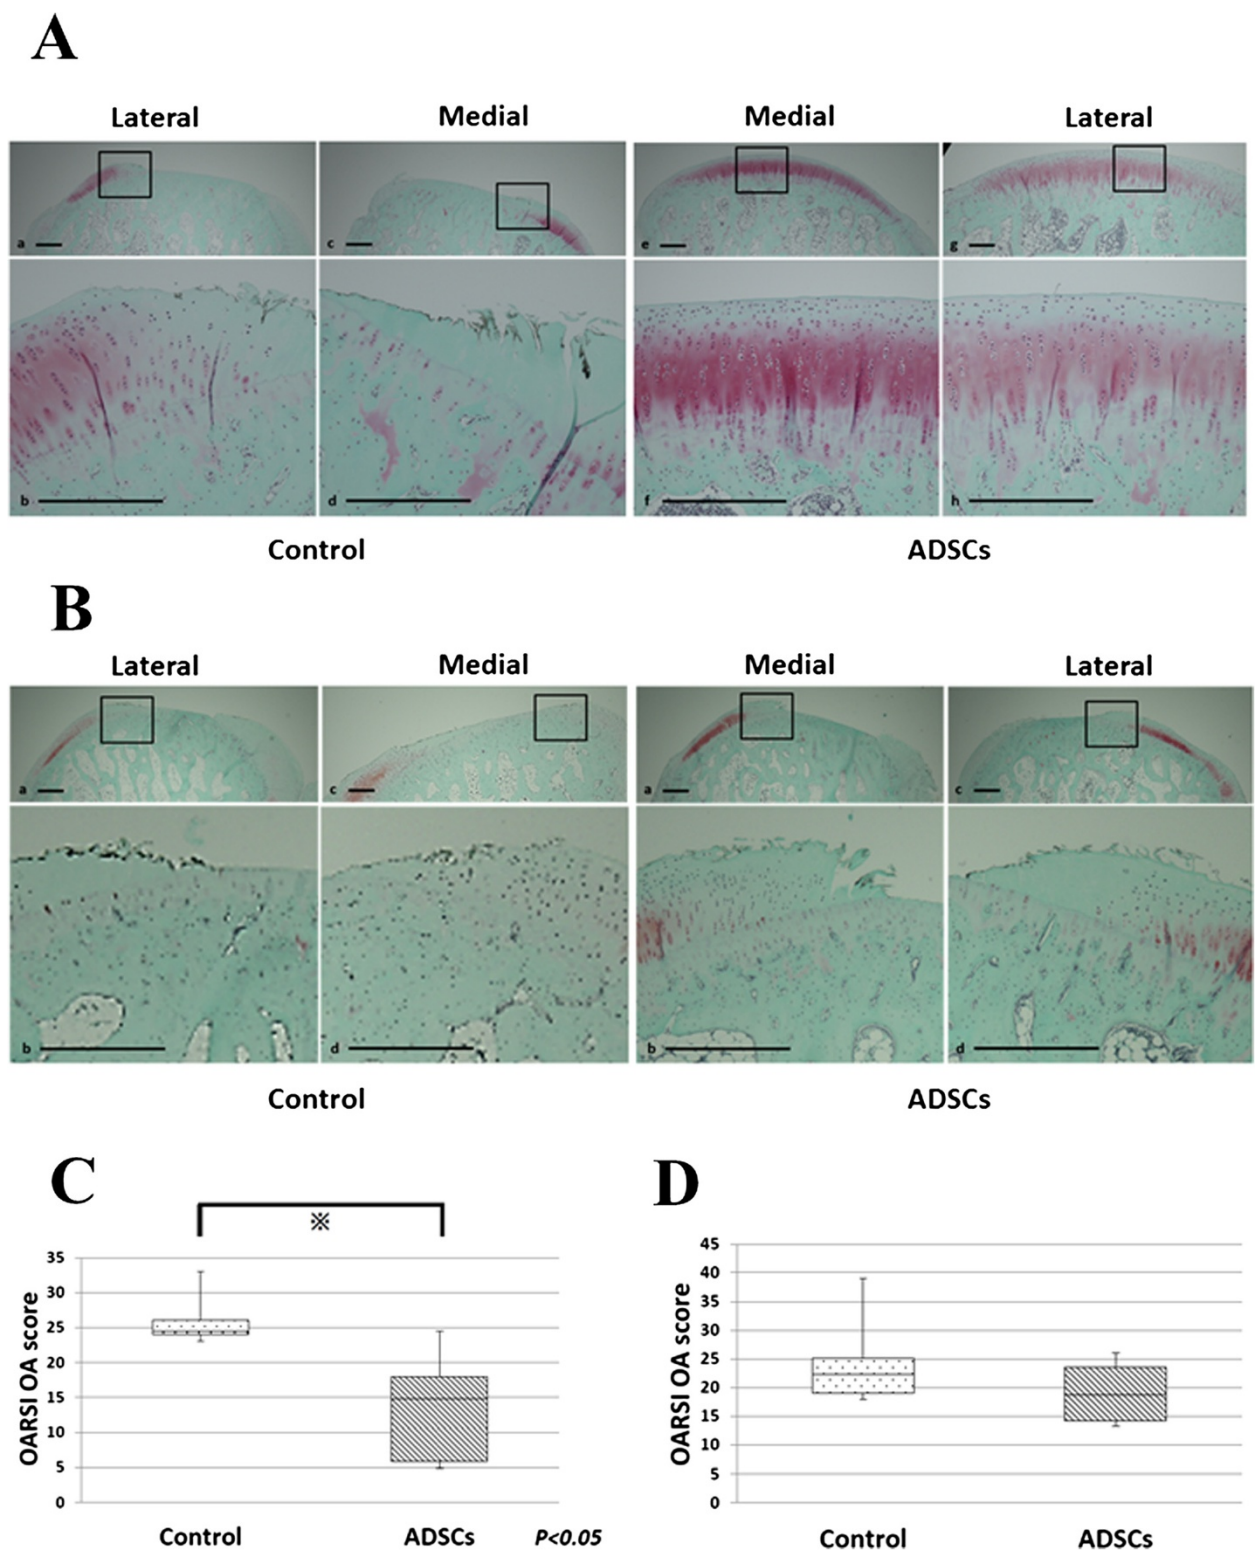 A
Lateral Medial Medial Lateral
a c e g
b d f h
Control ADSCs
B
Lateral Medial Medial Lateral
a c a c
b d b d
Control ADSCs
C
※
OARSI OA score
35
30
25
20
15
10
5
0
Control ADSCs P<0.05
D
OARSI OA score
45
40
35
30
25
20
15
10
5
0
Control ADSCs